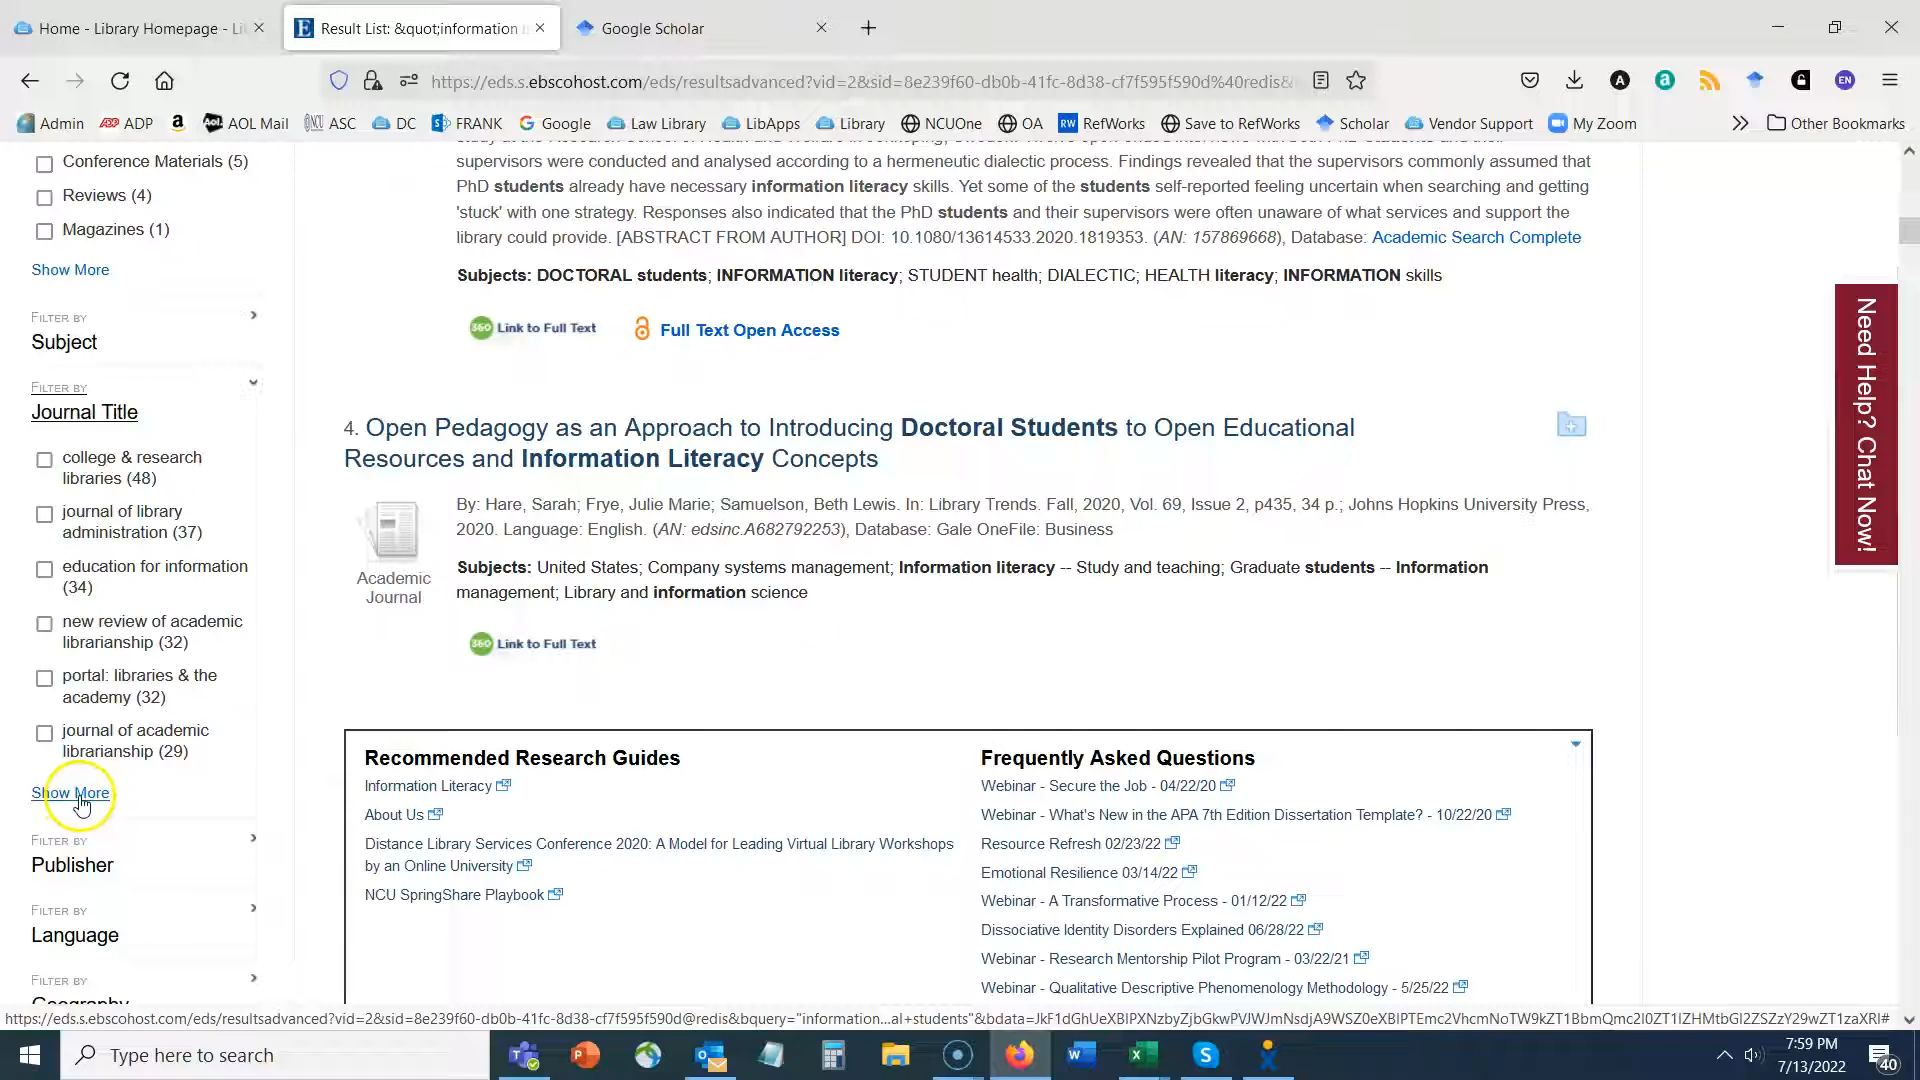 Home - Library Homepage - Li
Result List: &quot;information
Google Scholar
https://eds.s.ebscohost.com/eds/resultsadvanced?vid=2&sid=8e239f60-db0b-41fc-8d38-cf7f595f590d%40redis&
Admin ADP AOL Mail ASC DC FRANK Google Law Library LibApps Library NCUOne OA RefWorks Save to RefWorks Scholar Vendor Support My Zoom Other Bookmarks
Conference Materials (5)
Reviews (4)
Magazines (1)
Show More
FILTER BY
Subject
FILTER BY
Journal Title
college & research
libraries (48)
journal of library
administration (37)
education for information
(34)
new review of academic
librarianship (32)
portal: libraries & the
academy (32)
journal of academic
librarianship (29)
Show More
FILTER BY
Publisher
FILTER BY
Language
FILTER BY
Geography
supervisors were conducted and analysed according to a hermeneutic dialectic process. Findings revealed that the supervisors commonly assumed that
PhD students already have necessary information literacy skills. Yet some of the students self-reported feeling uncertain when searching and getting
'stuck' with one strategy. Responses also indicated that the PhD students and their supervisors were often unaware of what services and support the
library could provide. [ABSTRACT FROM AUTHOR] DOI: 10.1080/13614533.2020.1819353. (AN: 157869668), Database: Academic Search Complete
Subjects: DOCTORAL students; INFORMATION literacy; STUDENT health; DIALECTIC; HEALTH literacy; INFORMATION skills
360 Link to Full Text Full Text Open Access
4. Open Pedagogy as an Approach to Introducing Doctoral Students to Open Educational
Resources and Information Literacy Concepts
Academic
Journal
By: Hare, Sarah; Frye, Julie Marie; Samuelson, Beth Lewis. In: Library Trends. Fall, 2020, Vol. 69, Issue 2, p435, 34 p.; Johns Hopkins University Press,
2020. Language: English. (AN: edsinc.A682792253), Database: Gale OneFile: Business
Subjects: United States; Company systems management; Information literacy -- Study and teaching; Graduate students -- Information
management; Library and information science
360 Link to Full Text
Recommended Research Guides
Information Literacy
About Us
Distance Library Services Conference 2020: A Model for Leading Virtual Library Workshops
by an Online University
NCU SpringShare Playbook
Frequently Asked Questions
Webinar - Secure the Job - 04/22/20
Webinar - What's New in the APA 7th Edition Dissertation Template? - 10/22/20
Resource Refresh 02/23/22
Emotional Resilience 03/14/22
Webinar - A Transformative Process - 01/12/22
Dissociative Identity Disorders Explained 06/28/22
Webinar - Research Mentorship Pilot Program - 03/22/21
Webinar - Qualitative Descriptive Phenomenology Methodology - 5/25/22
Need Help? Chat Now!
Type here to search
7:59 PM
7/13/2022
40